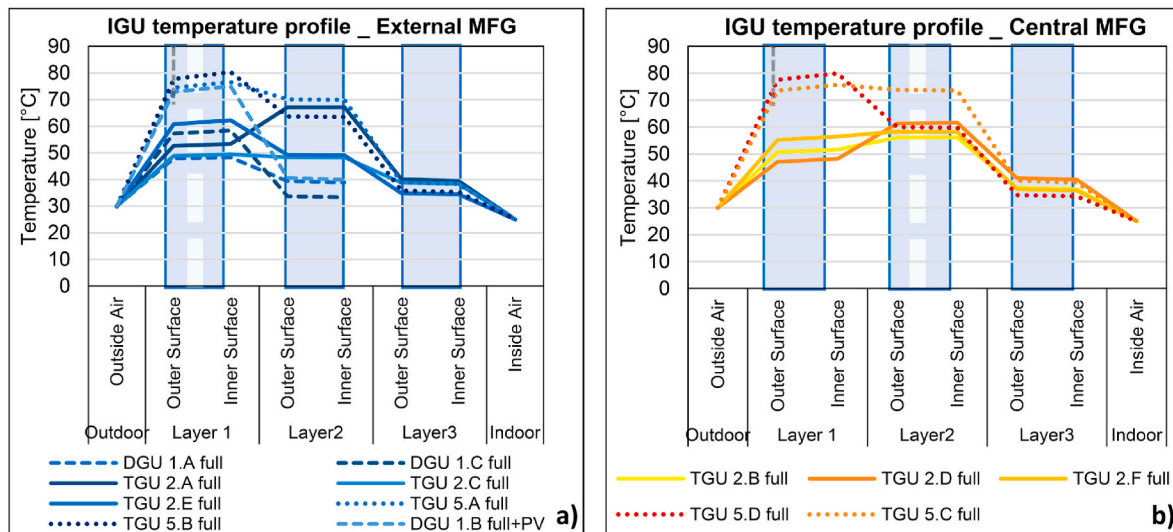 IGU temperature profile _ External MFG
Temperature [°C]
90
80
70
60
50
40
30
20
10
0
Outside Air
Outer Surface
Inner Surface
Outer Surface
Inner Surface
Outer Surface
Inner Surface
Inside Air
Outdoor Layer 1 Layer2 Layer3 Indoor
DGU 1.A full DGU 1.C full
TGU 2.A full TGU 2.C full
TGU 2.E full TGU 5.A full
TGU 5.B full DGU 1.B full+PV
a)
IGU temperature profile _ Central MFG
Temperature [°C]
90
80
70
60
50
40
30
20
10
0
Outside Air
Outer Surface
Inner Surface
Outer Surface
Inner Surface
Outer Surface
Inner Surface
Inside Air
Outdoor Layer 1 Layer2 Layer3 Indoor
TGU 2.B full TGU 2.D full TGU 2.F full
TGU 5.D full TGU 5.C full
b)